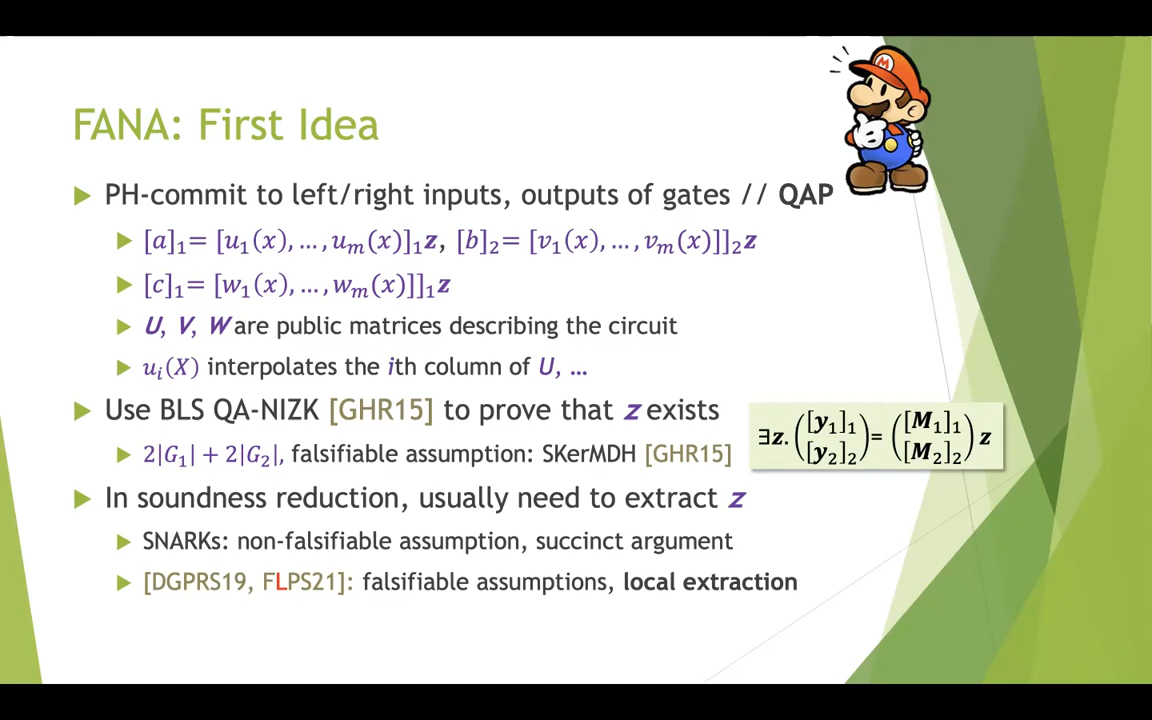 FANA: First Idea
PH-commit to left/right inputs, outputs of gates // QAP
[a]₁= [u₁(x), … , uₘ(x)]₁z, [b]₂= [v₁(x), … , vₘ(x)]]₂z
[c]₁= [w₁(x), … , wₘ(x)]]₁z
U, V, W are public matrices describing the circuit
uᵢ(X) interpolates the ith column of U, …
Use BLS QA-NIZK [GHR15] to prove that z exists
∃z. ([y₁]₁ [y₂]₂) = ([M₁]₁ [M₂]₂) z
2|G₁| + 2|G₂|, falsifiable assumption: SKerMDH [GHR15]
In soundness reduction, usually need to extract z
SNARKs: non-falsifiable assumption, succinct argument
[DGPRS19, FLPS21]: falsifiable assumptions, local extraction
M